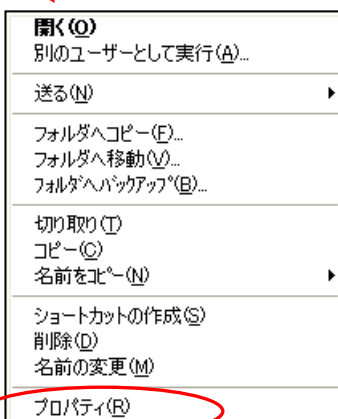 開く(O)
別のユーザーとして実行(A)...
送る(N)
フォルダへコピー(F)...
フォルダへ移動(V)...
ﾌｫﾙﾀﾞへﾊﾞｯｸｱｯﾌﾟ(B)...
切り取り(T)
コピー(C)
名前をｺﾋﾟｰ(N)
ショートカットの作成(S)
削除(D)
名前の変更(M)
プロパティ(R)